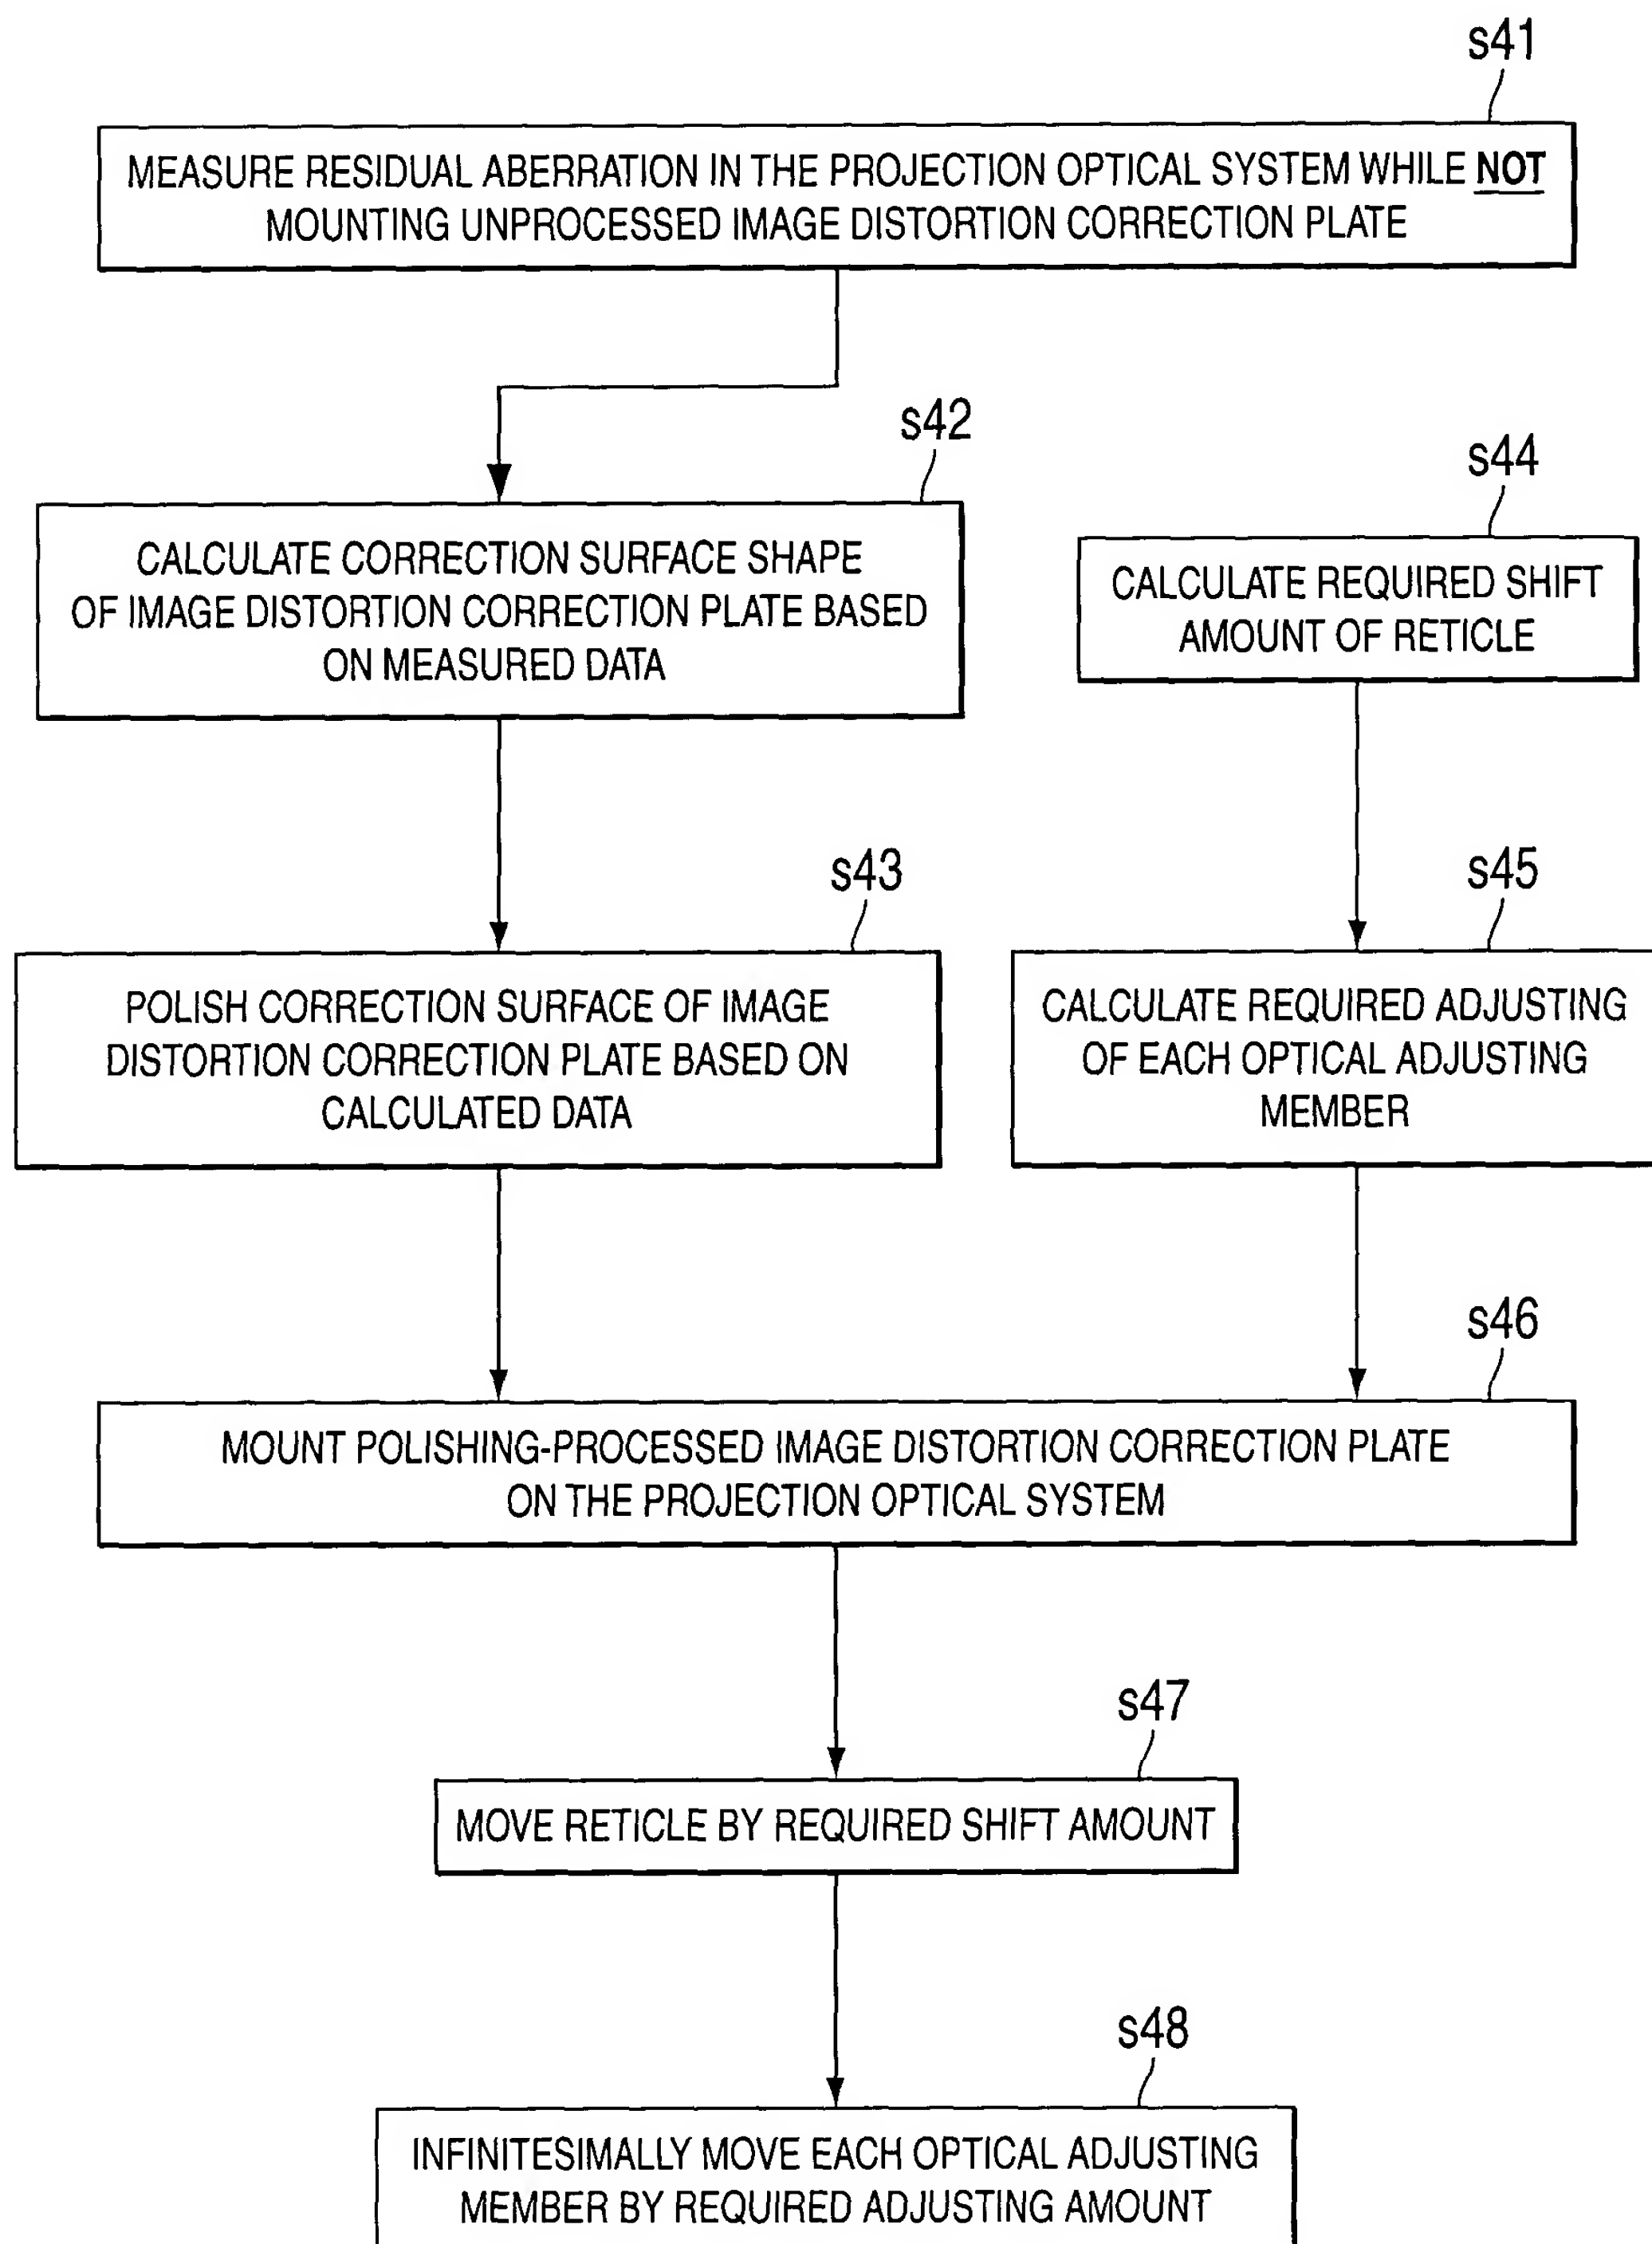 s41
MEASURE RESIDUAL ABERRATION IN THE PROJECTION OPTICAL SYSTEM WHILE NOT
MOUNTING UNPROCESSED IMAGE DISTORTION CORRECTION PLATE
s42
CALCULATE CORRECTION SURFACE SHAPE
OF IMAGE DISTORTION CORRECTION PLATE BASED
ON MEASURED DATA
s44
CALCULATE REQUIRED SHIFT
AMOUNT OF RETICLE
s43
POLISH CORRECTION SURFACE OF IMAGE
DISTORTION CORRECTION PLATE BASED ON
CALCULATED DATA
s45
CALCULATE REQUIRED ADJUSTING
OF EACH OPTICAL ADJUSTING
MEMBER
s46
MOUNT POLISHING-PROCESSED IMAGE DISTORTION CORRECTION PLATE
ON THE PROJECTION OPTICAL SYSTEM
s47
MOVE RETICLE BY REQUIRED SHIFT AMOUNT
s48
INFINITESIMALLY MOVE EACH OPTICAL ADJUSTING
MEMBER BY REQUIRED ADJUSTING AMOUNT